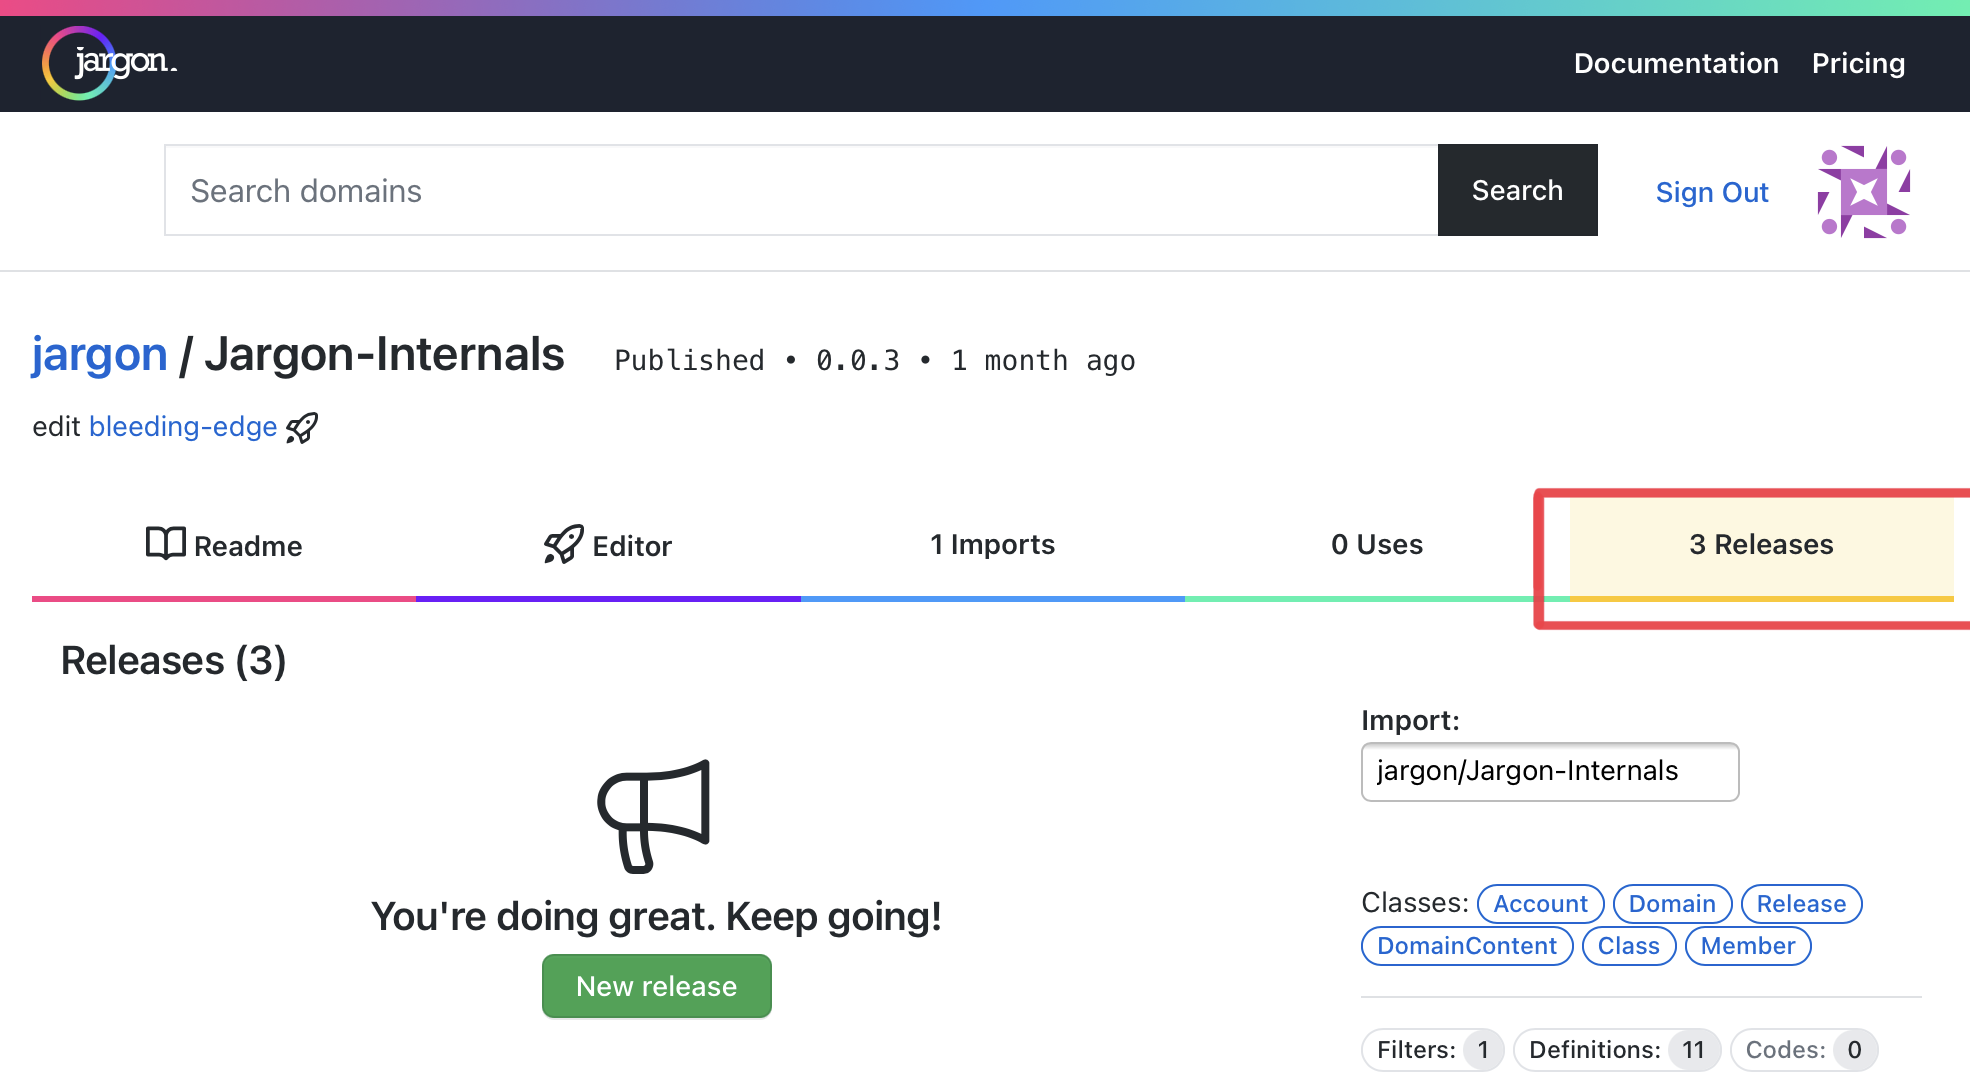 jargon.
Documentation Pricing
Search domains Search Sign Out
jargon / Jargon-Internals Published • 0.0.3 • 1 month ago
edit bleeding-edge
Readme Editor 1 Imports 0 Uses 3 Releases
Releases (3)
Import:
jargon/Jargon-Internals
You're doing great. Keep going!
New release
Classes: Account Domain Release
DomainContent Class Member
Filters: 1 Definitions: 11 Codes: 0